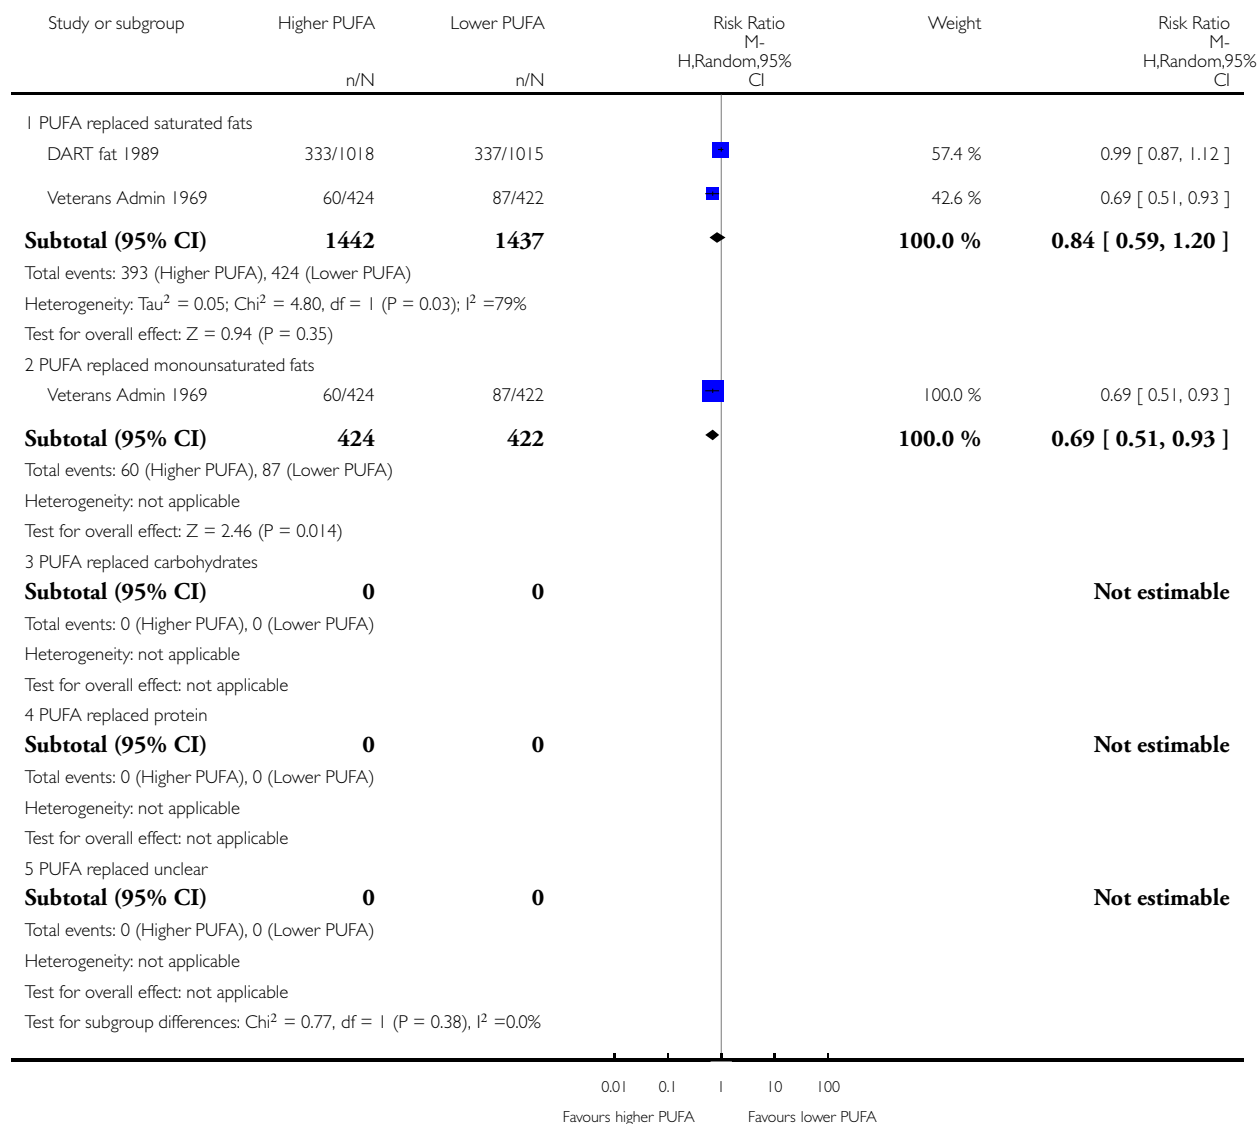 Study or subgroup Higher PUFA Lower PUFA Risk Ratio Weight Risk Ratio
M- M-
H,Random,95% H,Random,95%
n/N n/N CI CI
1 PUFA replaced saturated fats
DART fat 1989 333/1018 337/1015 57.4 % 0.99 [ 0.87, 1.12 ]
Veterans Admin 1969 60/424 87/422 42.6 % 0.69 [ 0.51, 0.93 ]
Subtotal (95% CI) 1442 1437 100.0 % 0.84 [ 0.59, 1.20 ]
Total events: 393 (Higher PUFA), 424 (Lower PUFA)
Heterogeneity: Tau² = 0.05; Chi² = 4.80, df = 1 (P = 0.03); I² =79%
Test for overall effect: Z = 0.94 (P = 0.35)
2 PUFA replaced monounsaturated fats
Veterans Admin 1969 60/424 87/422 100.0 % 0.69 [ 0.51, 0.93 ]
Subtotal (95% CI) 424 422 100.0 % 0.69 [ 0.51, 0.93 ]
Total events: 60 (Higher PUFA), 87 (Lower PUFA)
Heterogeneity: not applicable
Test for overall effect: Z = 2.46 (P = 0.014)
3 PUFA replaced carbohydrates
Subtotal (95% CI) 0 0 Not estimable
Total events: 0 (Higher PUFA), 0 (Lower PUFA)
Heterogeneity: not applicable
Test for overall effect: not applicable
4 PUFA replaced protein
Subtotal (95% CI) 0 0 Not estimable
Total events: 0 (Higher PUFA), 0 (Lower PUFA)
Heterogeneity: not applicable
Test for overall effect: not applicable
5 PUFA replaced unclear
Subtotal (95% CI) 0 0 Not estimable
Total events: 0 (Higher PUFA), 0 (Lower PUFA)
Heterogeneity: not applicable
Test for overall effect: not applicable
Test for subgroup differences: Chi² = 0.77, df = 1 (P = 0.38), I² =0.0%
0.01 0.1 1 10 100
Favours higher PUFA Favours lower PUFA